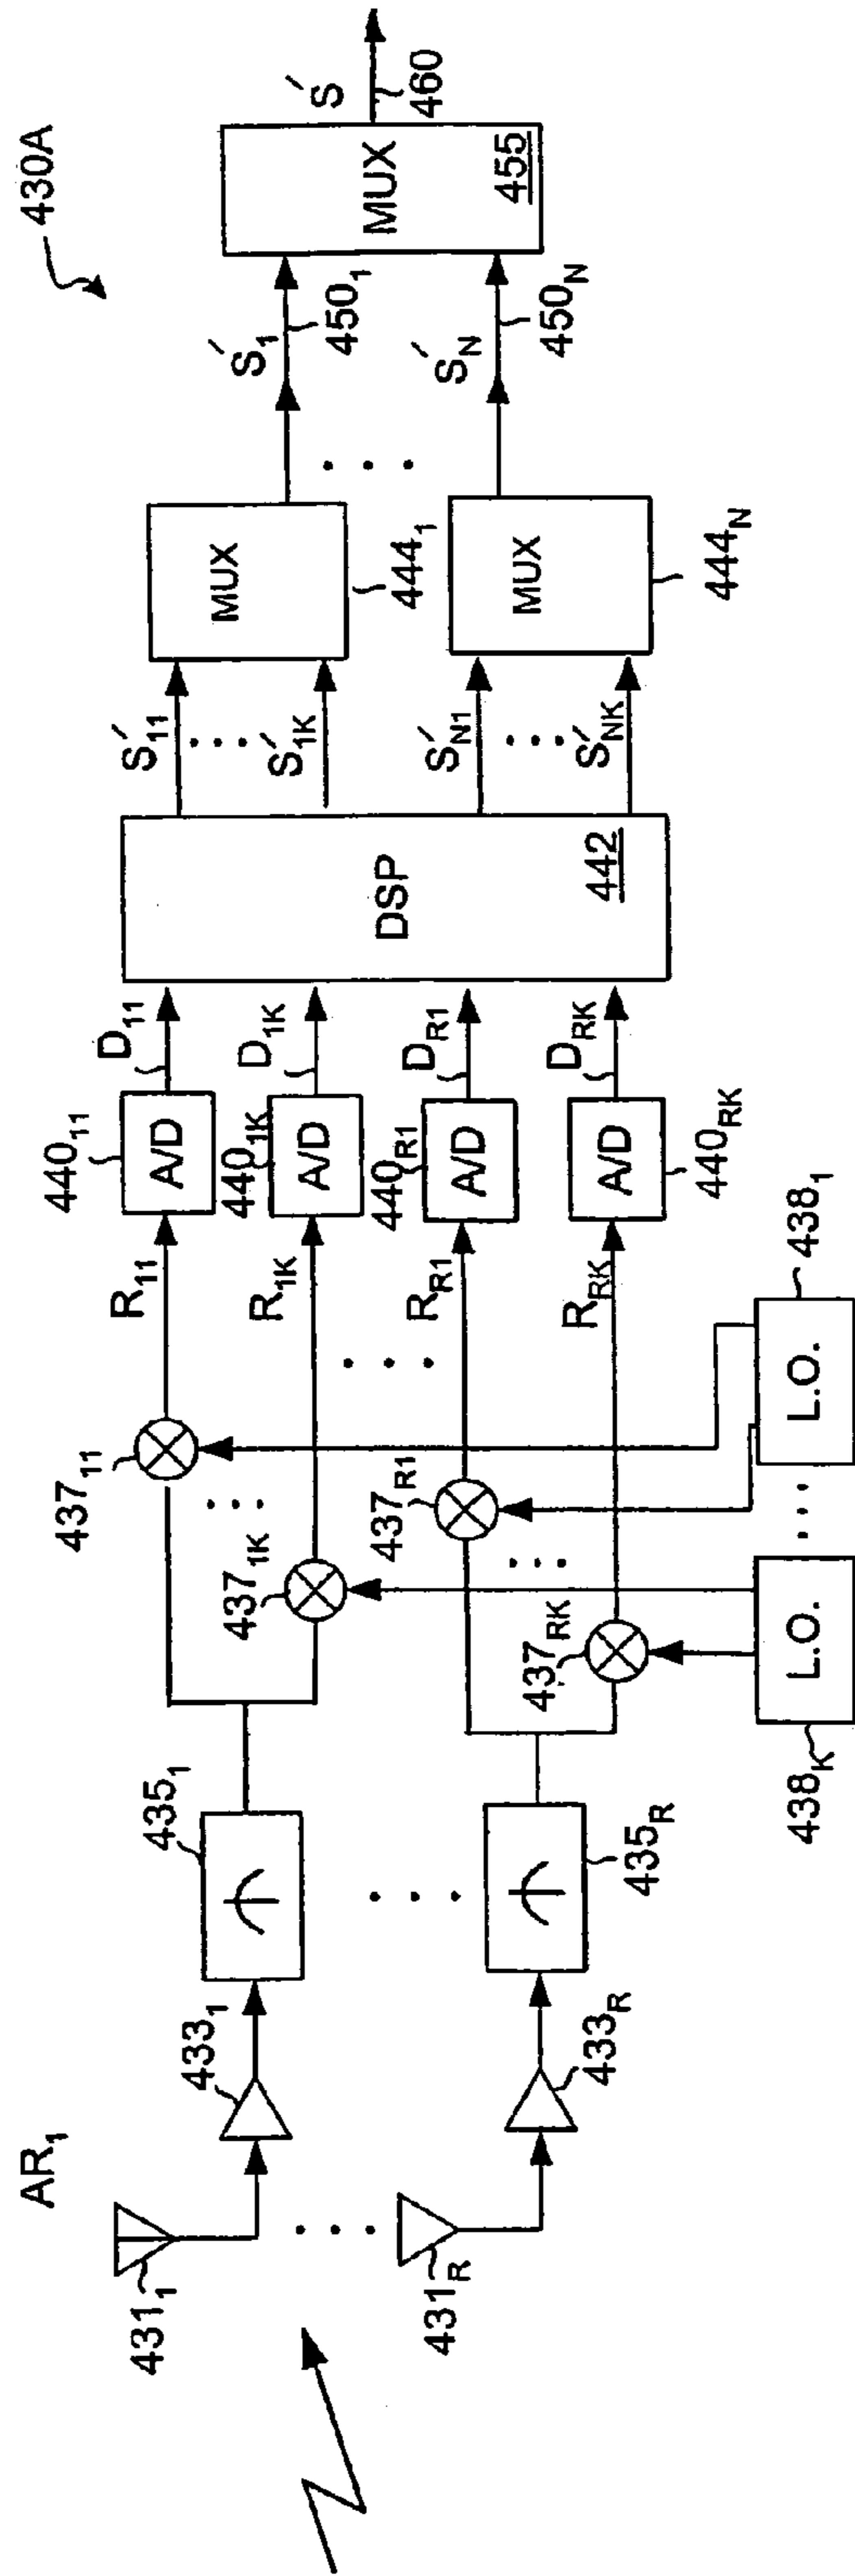 430A
AR₁
431₁
433₁
435₁
437₁₁
437₁K
R₁₁
R₁K
440₁₁
A/D
440₁K
A/D
D₁₁
D₁K
431R
433R
435R
437R₁
437RK
RR₁
RRK
440R₁
A/D
440RK
A/D
DR₁
DRK
L.O.
438K
L.O.
438₁
DSP
442
S′₁₁
S′₁K
S′N₁
S′NK
MUX
444₁
MUX
444N
S′₁
450₁
S′N
450N
MUX
455
S′
460